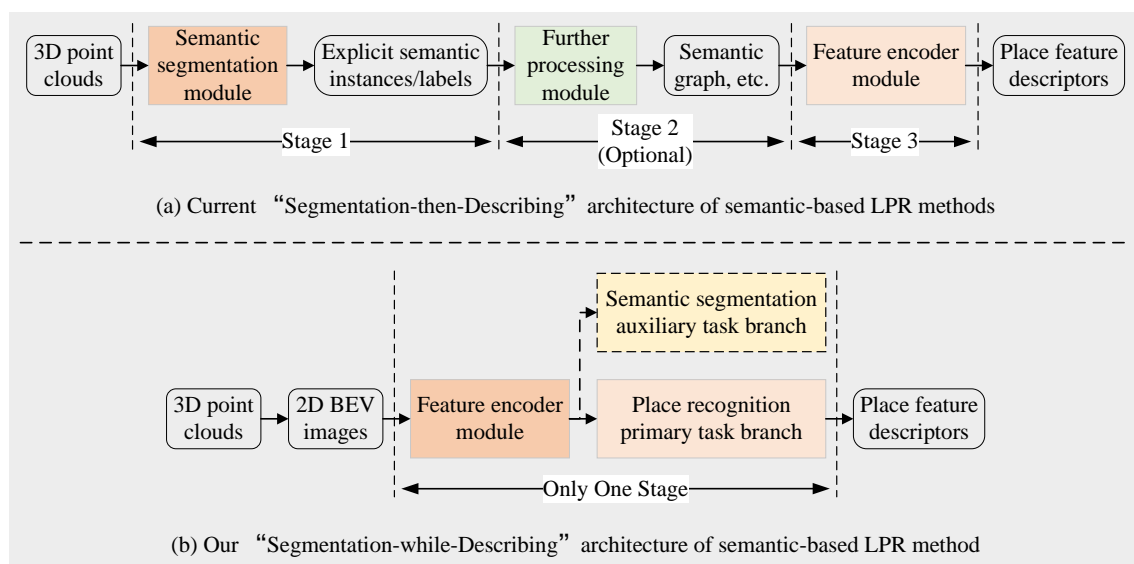 3D point
clouds
Semantic
segmentation
module
Explicit semantic
instances/labels
Further
processing
module
Semantic
graph, etc.
Feature encoder
module
Place feature
descriptors
Stage 1
Stage 2
(Optional)
Stage 3
(a) Current “Segmentation-then-Describing” architecture of semantic-based LPR methods
Semantic segmentation
auxiliary task branch
3D point
clouds
2D BEV
images
Feature encoder
module
Place recognition
primary task branch
Place feature
descriptors
Only One Stage
(b) Our “Segmentation-while-Describing” architecture of semantic-based LPR method